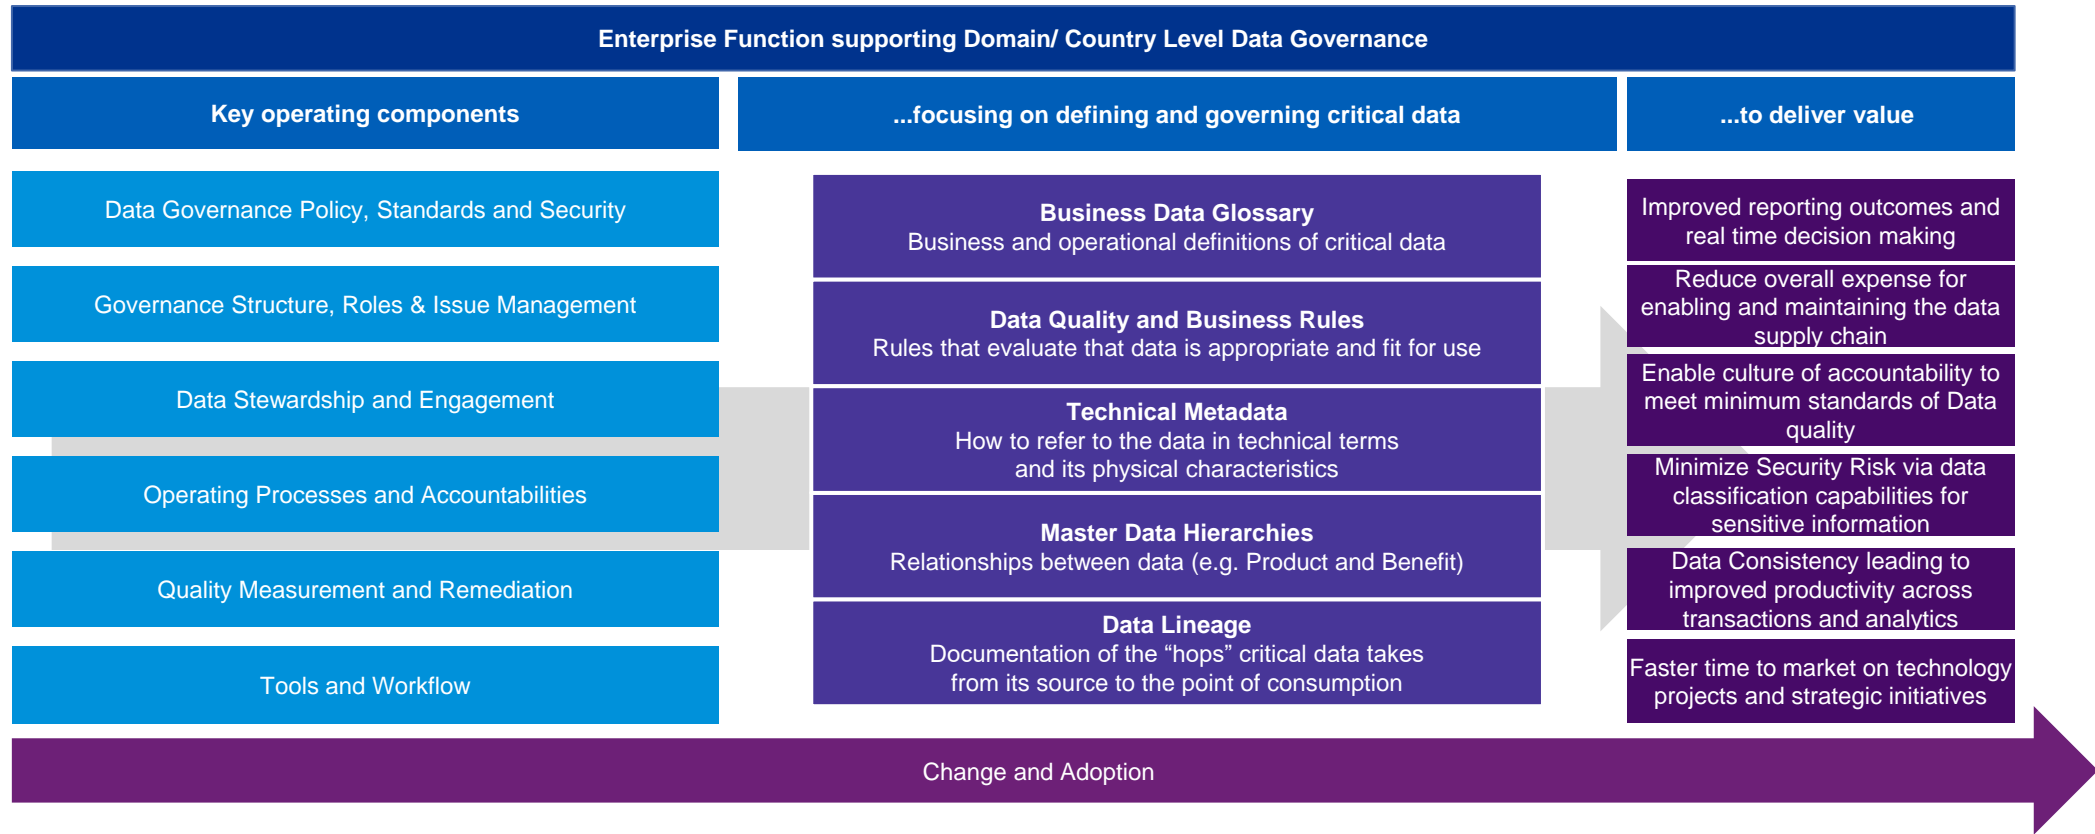 Enterprise Function supporting Domain/ Country Level Data Governance
Key operating components
...focusing on defining and governing critical data
...to deliver value
Data Governance Policy, Standards and Security
Governance Structure, Roles & Issue Management
Data Stewardship and Engagement
Operating Processes and Accountabilities
Quality Measurement and Remediation
Tools and Workflow
Business Data Glossary
Business and operational definitions of critical data
Data Quality and Business Rules
Rules that evaluate that data is appropriate and fit for use
Technical Metadata
How to refer to the data in technical terms
and its physical characteristics
Master Data Hierarchies
Relationships between data (e.g. Product and Benefit)
Data Lineage
Documentation of the “hops” critical data takes
from its source to the point of consumption
Improved reporting outcomes and
real time decision making
Reduce overall expense for
enabling and maintaining the data
supply chain
Enable culture of accountability to
meet minimum standards of Data
quality
Minimize Security Risk via data
classification capabilities for
sensitive information
Data Consistency leading to
improved productivity across
transactions and analytics
Faster time to market on technology
projects and strategic initiatives
Change and Adoption